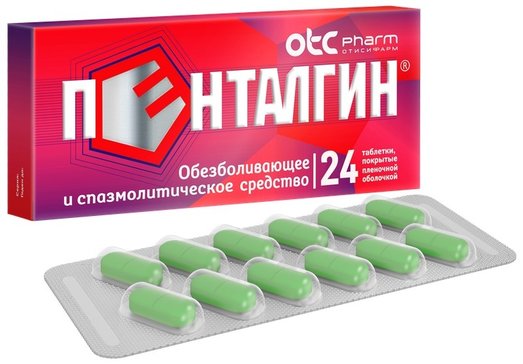 otc pharm
ОТИСИФАРМ
ПЕНТАЛГИН®
Обезболивающее
и спазмолитическое средство
24
таблетки,
покрытые
пленочной
оболочкой